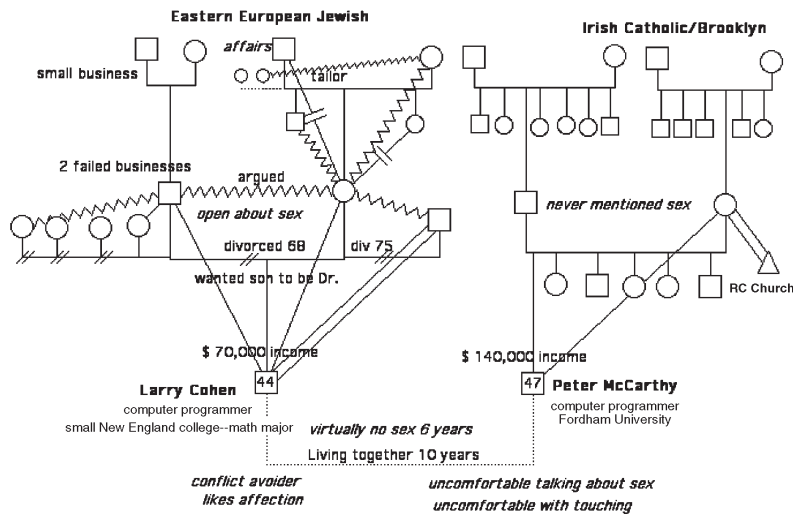 Eastern European Jewish
Irish Catholic/Brooklyn
affairs
small business
tailor
2 failed businesses
argued
open about sex
never mentioned sex
divorced 68
div 75
wanted son to be Dr.
RC Church
$ 70,000 income
$ 140,000 income
44
47
Larry Cohen
Peter McCarthy
computer programmer
small New England college--math major
computer programmer
Fordham University
virtually no sex 6 years
Living together 10 years
conflict avoider
likes affection
uncomfortable talking about sex
uncomfortable with touching